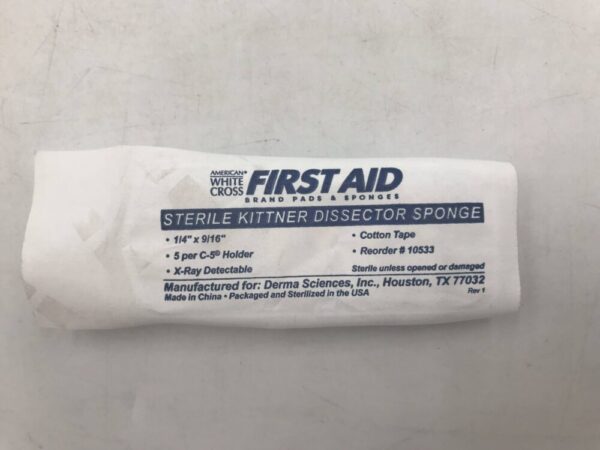 AMERICAN®
WHITE
CROSS
FIRST AID
BRAND PADS & SPONGES
STERILE KITTNER DISSECTOR SPONGE
• 1/4" x 9/16"
• 5 per C-5® Holder
• X-Ray Detectable
• Cotton Tape
• Reorder # 10533
Sterile unless opened or damaged
Manufactured for: Derma Sciences, Inc., Houston, TX 77032
Made in China • Packaged and Sterilized in the USA
Rev 1